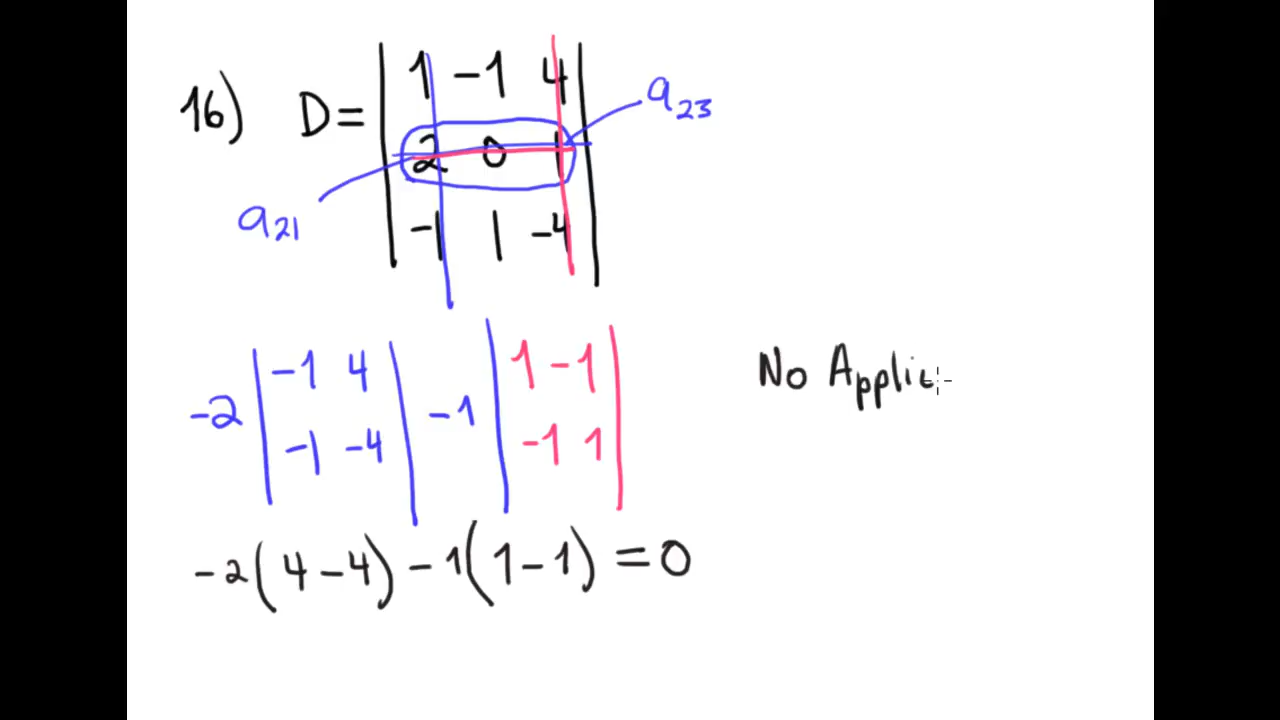 16) D = | 1 -1 4 |
a23
| 2 0 1 |
a21
| -1 1 -4 |
-2 | -1 4 | -1 | 1 -1 |
| -1 -4 | | -1 1 |
No Applic
-2(4-4) -1(1-1) = 0